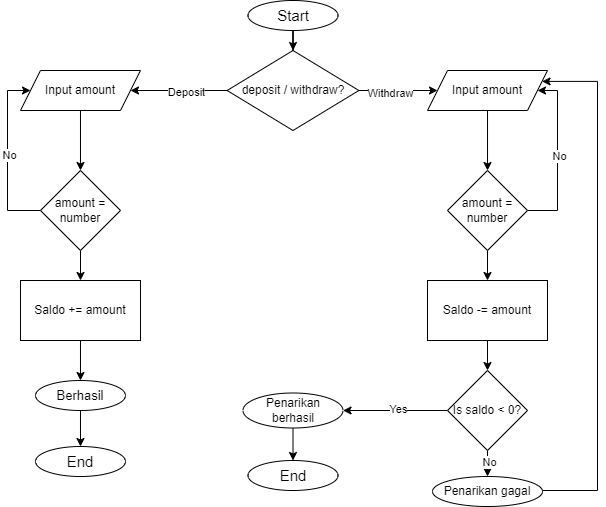 Start
deposit / withdraw?
Deposit
Withdraw
Input amount
No
amount =
number
Saldo += amount
Berhasil
End
Input amount
No
amount =
number
Saldo -= amount
Is saldo < 0?
Yes
Penarikan
berhasil
End
No
Penarikan gagal